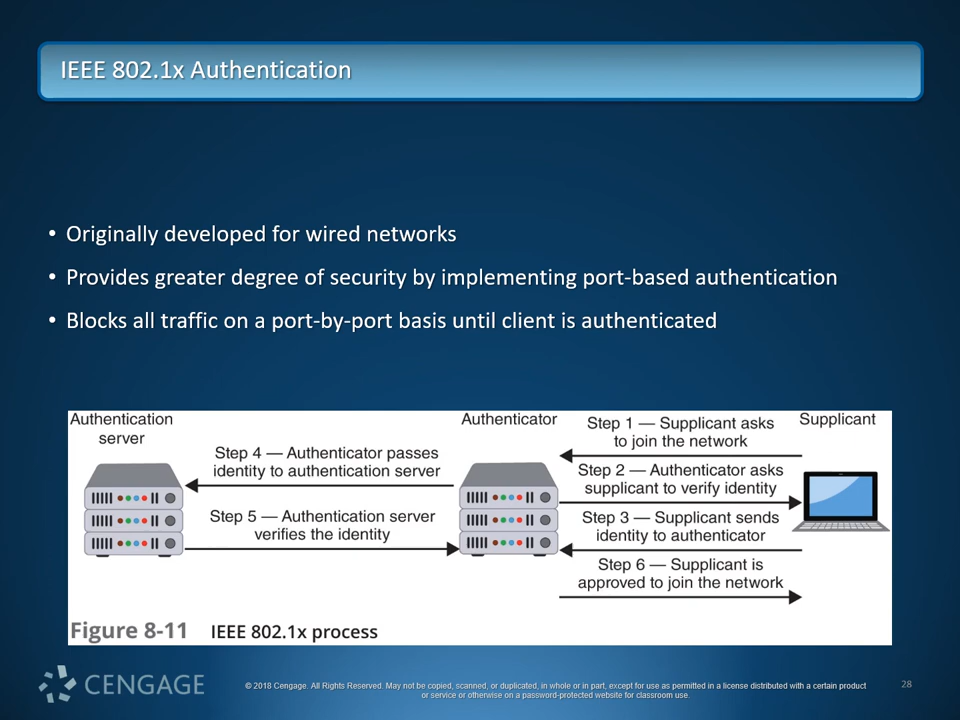 IEEE 802.1x Authentication
• Originally developed for wired networks
• Provides greater degree of security by implementing port-based authentication
• Blocks all traffic on a port-by-port basis until client is authenticated
Authentication
server
Authenticator
Supplicant
Step 1 — Supplicant asks
to join the network
Step 2 — Authenticator asks
supplicant to verify identity
Step 3 — Supplicant sends
identity to authenticator
Step 4 — Authenticator passes
identity to authentication server
Step 5 — Authentication server
verifies the identity
Step 6 — Supplicant is
approved to join the network
Figure 8-11 IEEE 802.1x process
CENGAGE
© 2018 Cengage. All Rights Reserved. May not be copied, scanned, or duplicated, in whole or in part, except for use as permitted in a license distributed with a certain product
or service or otherwise on a password-protected website for classroom use.
28